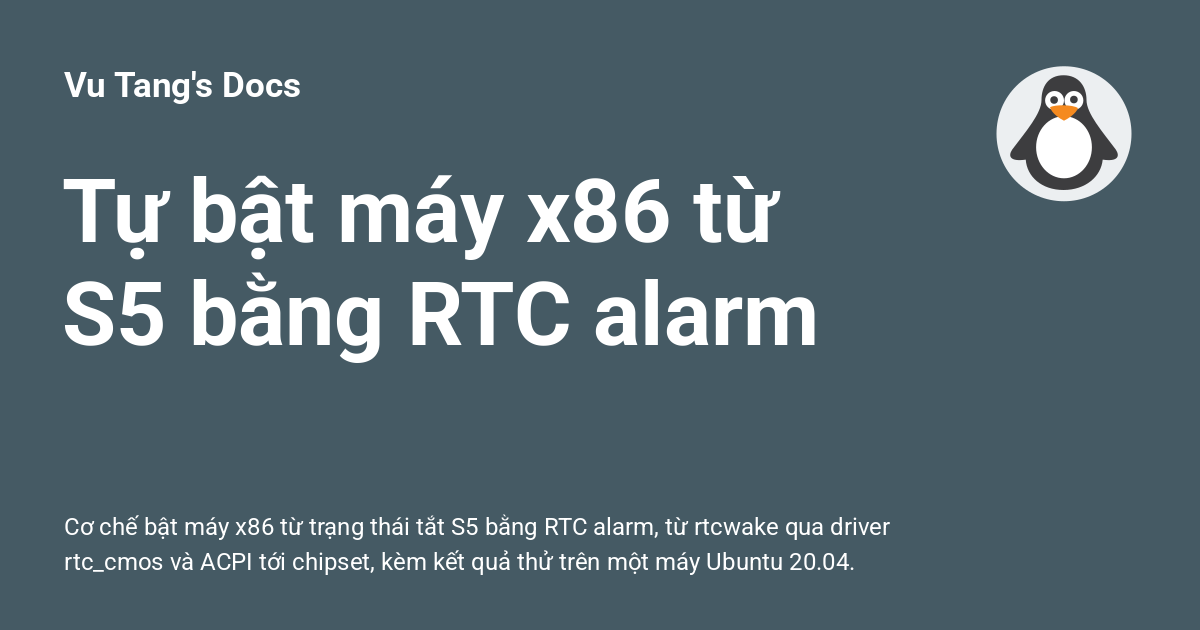 Vu Tang's Docs
Tự bật máy x86 từ
S5 bằng RTC alarm
Cơ chế bật máy x86 từ trạng thái tắt S5 bằng RTC alarm, từ rtcwake qua driver
rtc_cmos và ACPI tới chipset, kèm kết quả thử trên một máy Ubuntu 20.04.